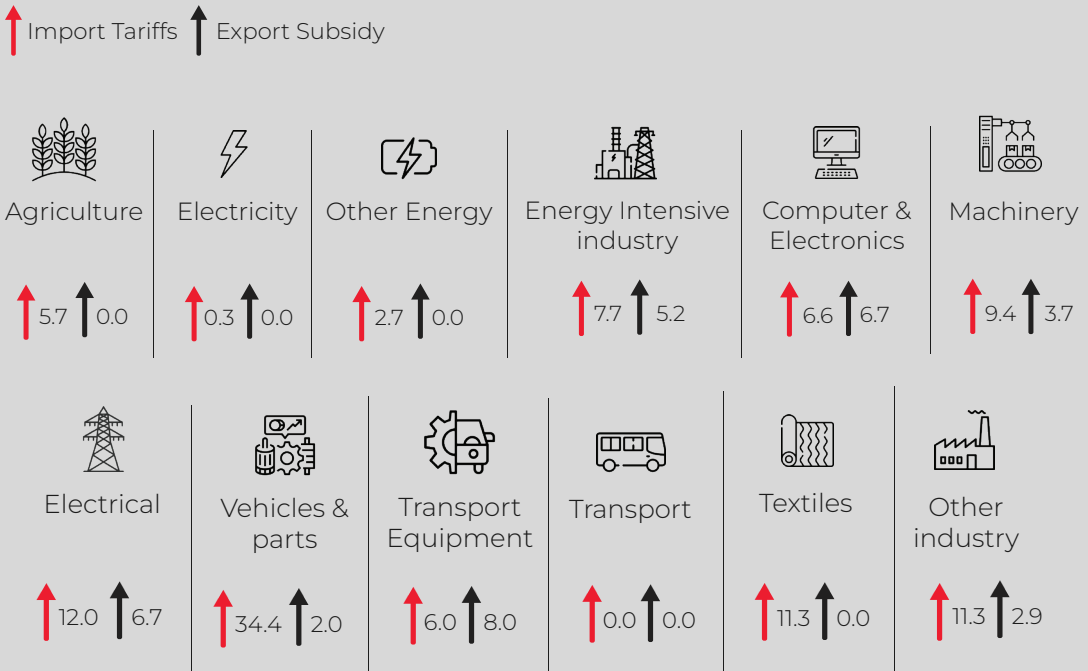 Import Tariffs Export Subsidy
Agriculture
5.7 0.0
Electricity
0.3 0.0
Other Energy
2.7 0.0
Energy Intensive
industry
7.7 5.2
Computer &
Electronics
6.6 6.7
Machinery
9.4 3.7
Electrical
12.0 6.7
Vehicles &
parts
34.4 2.0
Transport
Equipment
6.0 8.0
Transport
0.0 0.0
Textiles
11.3 0.0
Other
industry
11.3 2.9